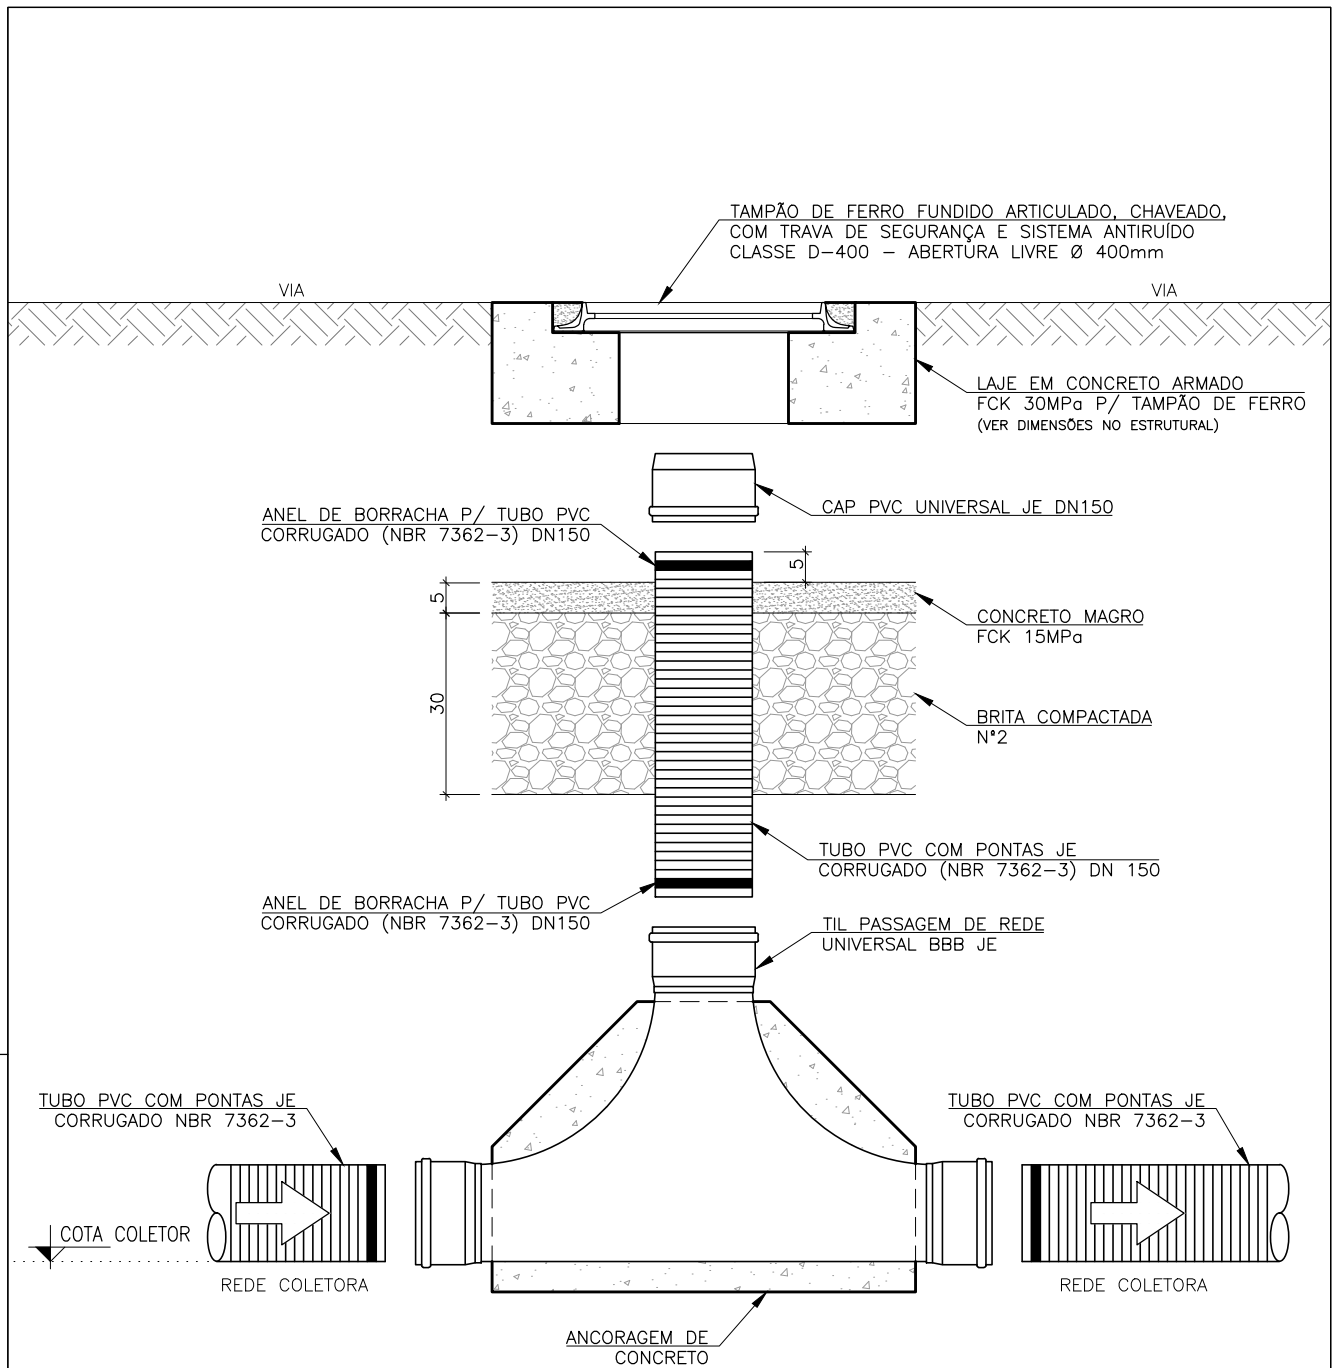 TAMPÃO DE FERRO FUNDIDO ARTICULADO, CHAVEADO,
COM TRAVA DE SEGURANÇA E SISTEMA ANTIRUÍDO
CLASSE D-400 - ABERTURA LIVRE Ø 400mm
VIA
VIA
LAJE EM CONCRETO ARMADO
FCK 30MPa P/ TAMPÃO DE FERRO
(VER DIMENSÕES NO ESTRUTURAL)
CAP PVC UNIVERSAL JE DN150
ANEL DE BORRACHA P/ TUBO PVC
CORRUGADO (NBR 7362-3) DN150
5
5
CONCRETO MAGRO
FCK 15MPa
30
BRITA COMPACTADA
Nº2
TUBO PVC COM PONTAS JE
CORRUGADO (NBR 7362-3) DN 150
ANEL DE BORRACHA P/ TUBO PVC
CORRUGADO (NBR 7362-3) DN150
TIL PASSAGEM DE REDE
UNIVERSAL BBB JE
TUBO PVC COM PONTAS JE
CORRUGADO NBR 7362-3
TUBO PVC COM PONTAS JE
CORRUGADO NBR 7362-3
COTA COLETOR
REDE COLETORA
REDE COLETORA
ANCORAGEM DE
CONCRETO